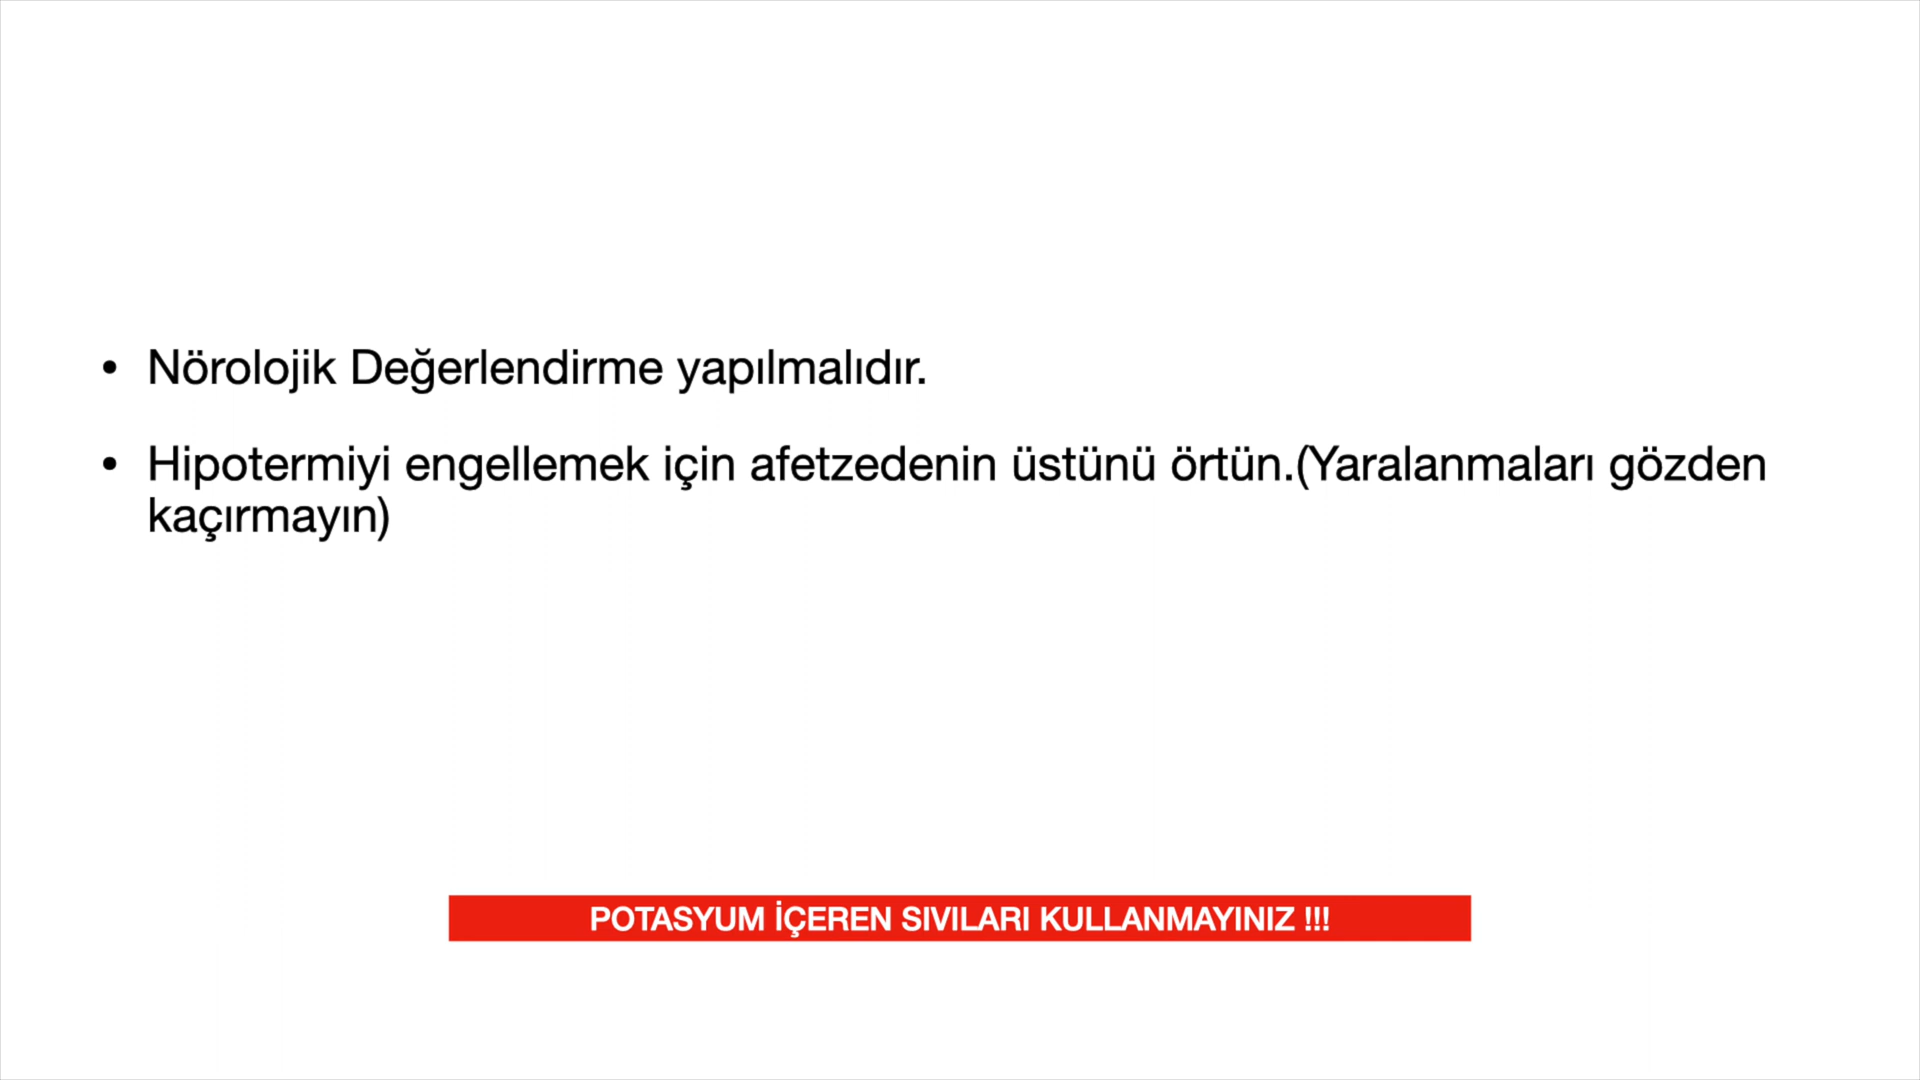 • Nörolojik Değerlendirme yapılmalıdır.
• Hipotermiyi engellemek için afetzedenin üstünü örtün.(Yaralanmaları gözden
kaçırmayın)
POTASYUM İÇEREN SIVILARI KULLANMAYINIZ !!!